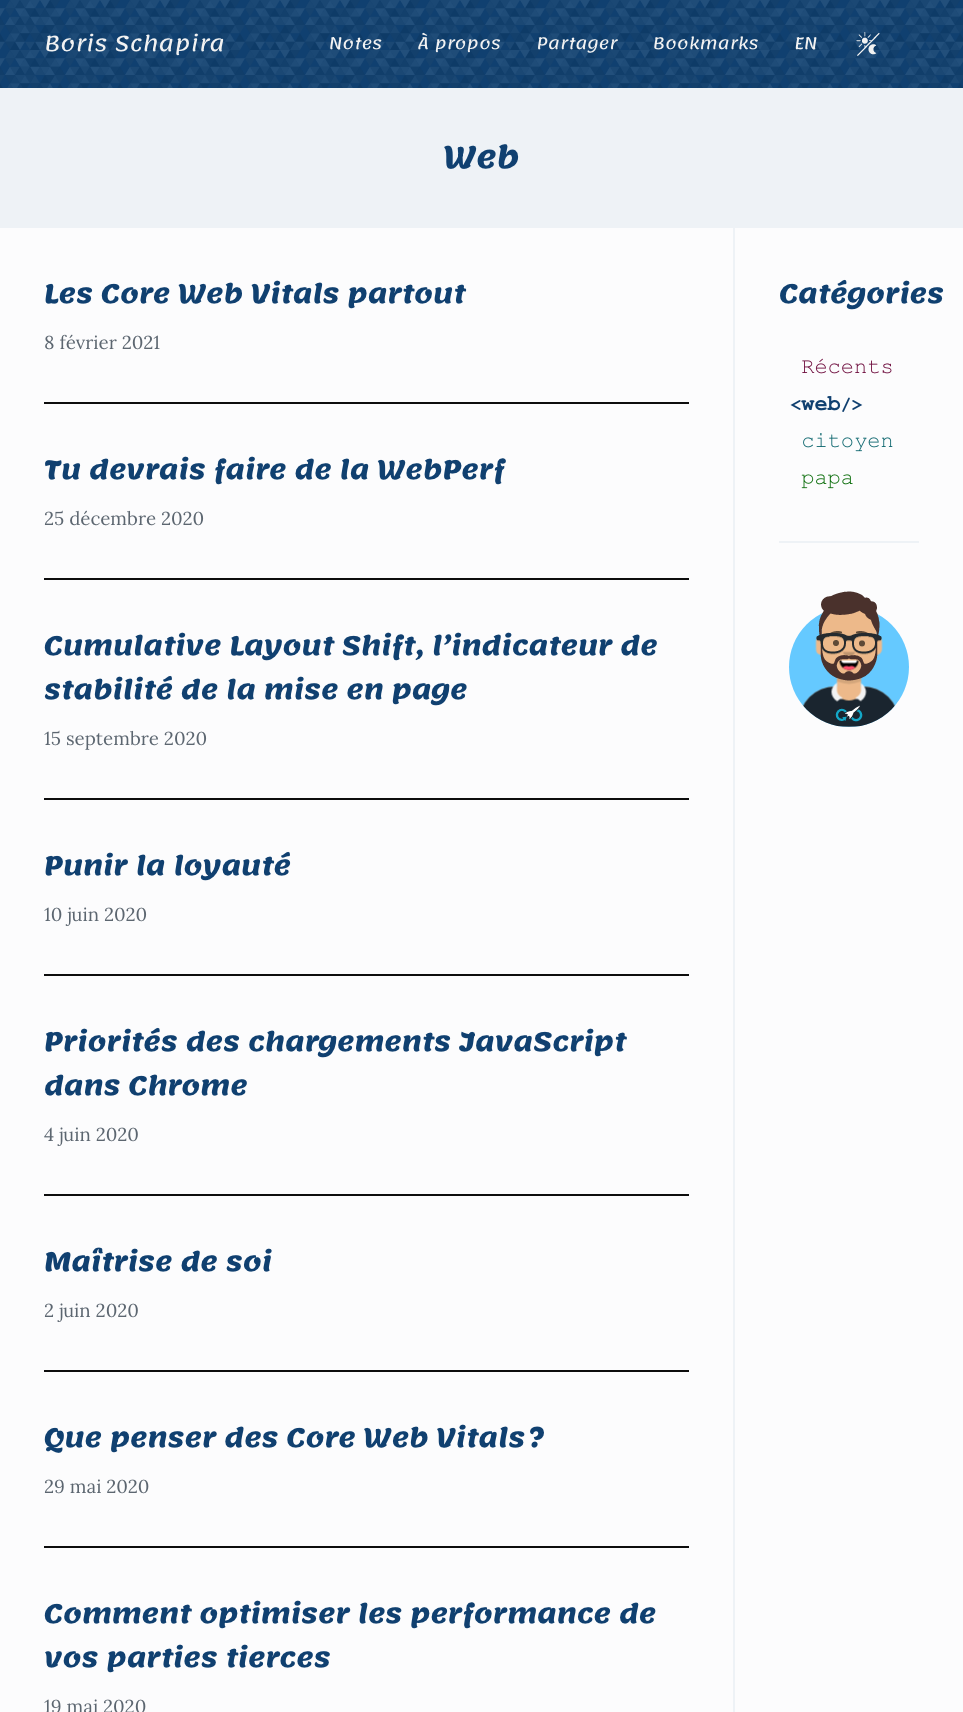 Boris Schapira
Notes À propos Partager Bookmarks EN
Web
Les Core Web Vitals partout
8 février 2021
Tu devrais faire de la WebPerf
25 décembre 2020
Cumulative Layout Shift, l’indicateur de
stabilité de la mise en page
15 septembre 2020
Punir la loyauté
10 juin 2020
Priorités des chargements JavaScript
dans Chrome
4 juin 2020
Maîtrise de soi
2 juin 2020
Que penser des Core Web Vitals ?
29 mai 2020
Comment optimiser les performance de
vos parties tierces
19 mai 2020
Catégories
Récents
<web/>
citoyen
papa